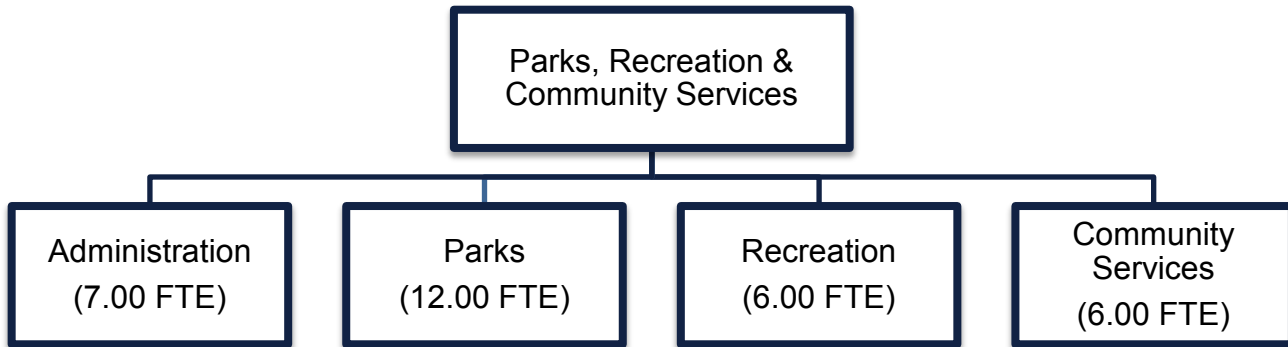 Parks, Recreation &
Community Services
Administration
(7.00 FTE)
Parks
(12.00 FTE)
Recreation
(6.00 FTE)
Community
Services
(6.00 FTE)